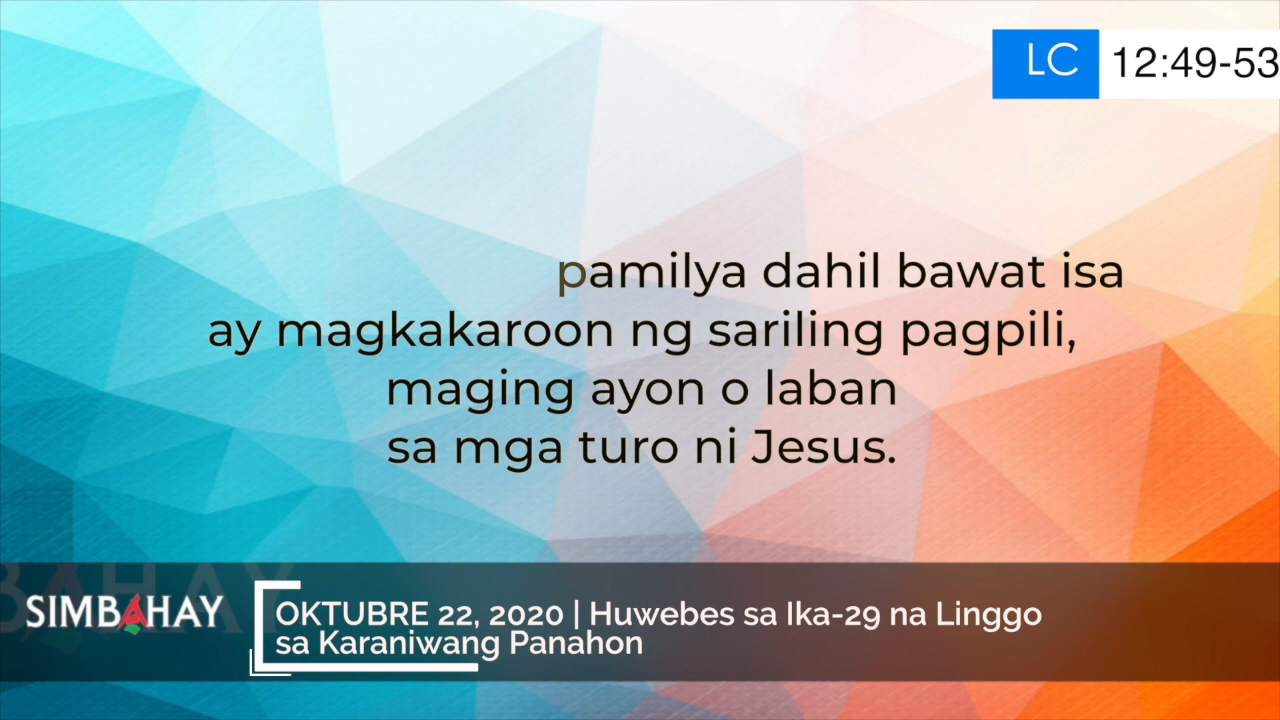 LC 12:49-53
pamilya dahil bawat isa
ay magkakaroon ng sariling pagpili,
maging ayon o laban
sa mga turo ni Jesus.
SIMBAHAY
OKTUBRE 22, 2020 | Huwebes sa Ika-29 na Linggo
sa Karaniwang Panahon